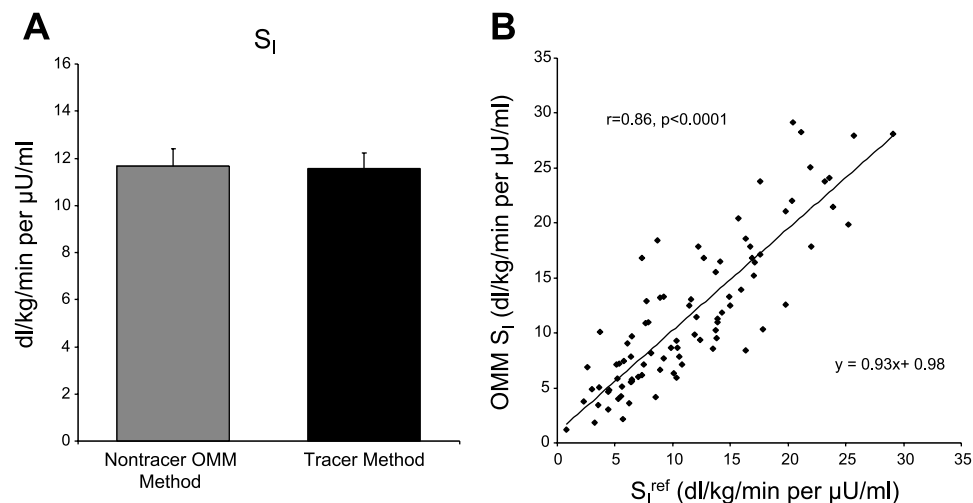 A
S_I
dl/kg/min per µU/ml
16
14
12
10
8
6
4
2
0
Nontracer OMM
Method
Tracer Method
B
OMM S_I (dl/kg/min per µU/ml)
35
30
25
20
15
10
5
0
r=0.86, p<0.0001
y = 0.93x+ 0.98
0 5 10 15 20 25 30 35
S_I^ref (dl/kg/min per µU/ml)